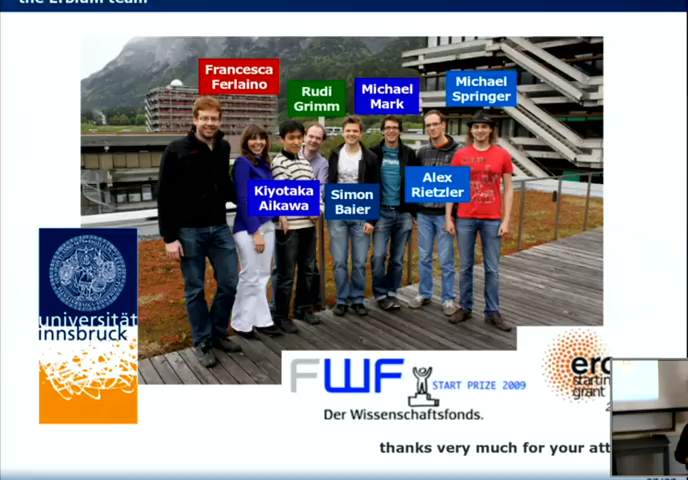 the Erbium team
Francesca
Ferlaino
Rudi
Grimm
Michael
Mark
Michael
Springer
Kiyotaka
Aikawa
Simon
Baier
Alex
Rietzler
universität
innsbruck
FWF
START PRIZE 2009
Der Wissenschaftsfonds.
erc
startin
grant
thanks very much for your att